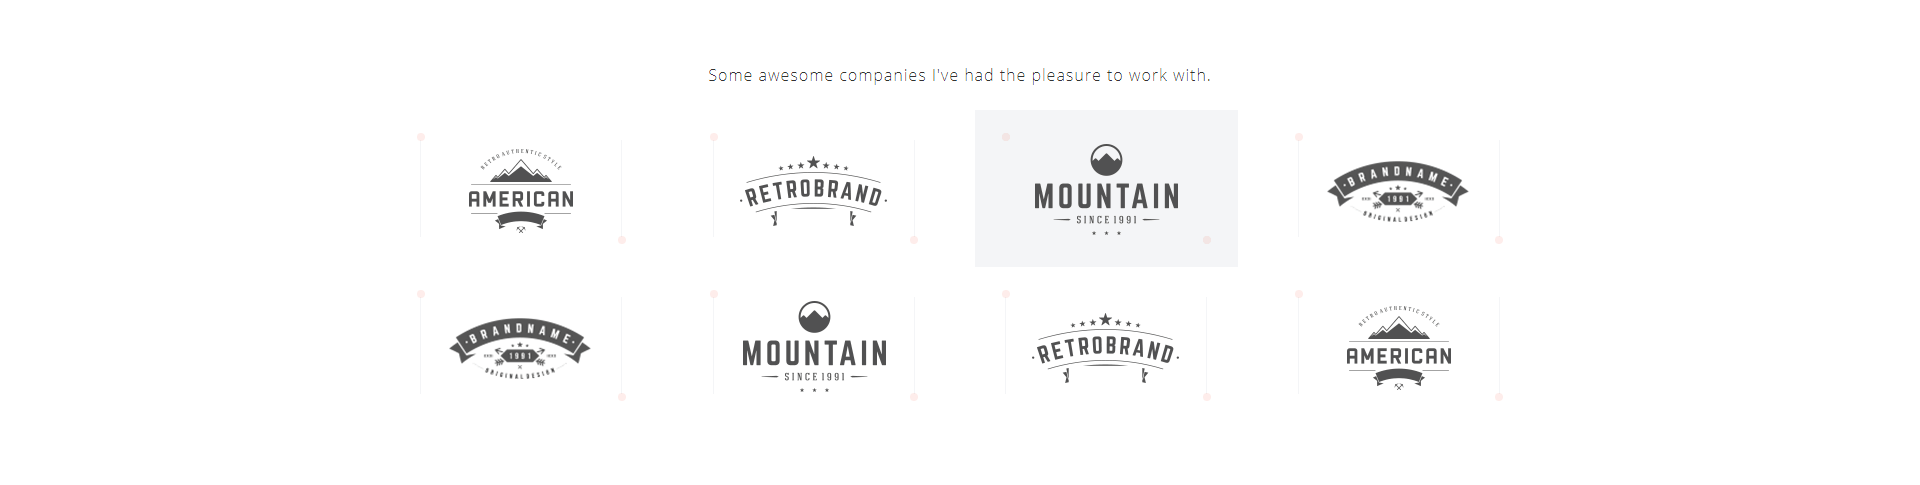 Some awesome companies I've had the pleasure to work with.
RETRO AUTHENTIC STYLE
AMERICAN
RETROBRAND
MOUNTAIN
SINCE 1991
BRANDNAME
1991
ORIGINAL DESIGN
BRANDNAME
1991
ORIGINAL DESIGN
MOUNTAIN
SINCE 1991
RETROBRAND
RETRO AUTHENTIC STYLE
AMERICAN